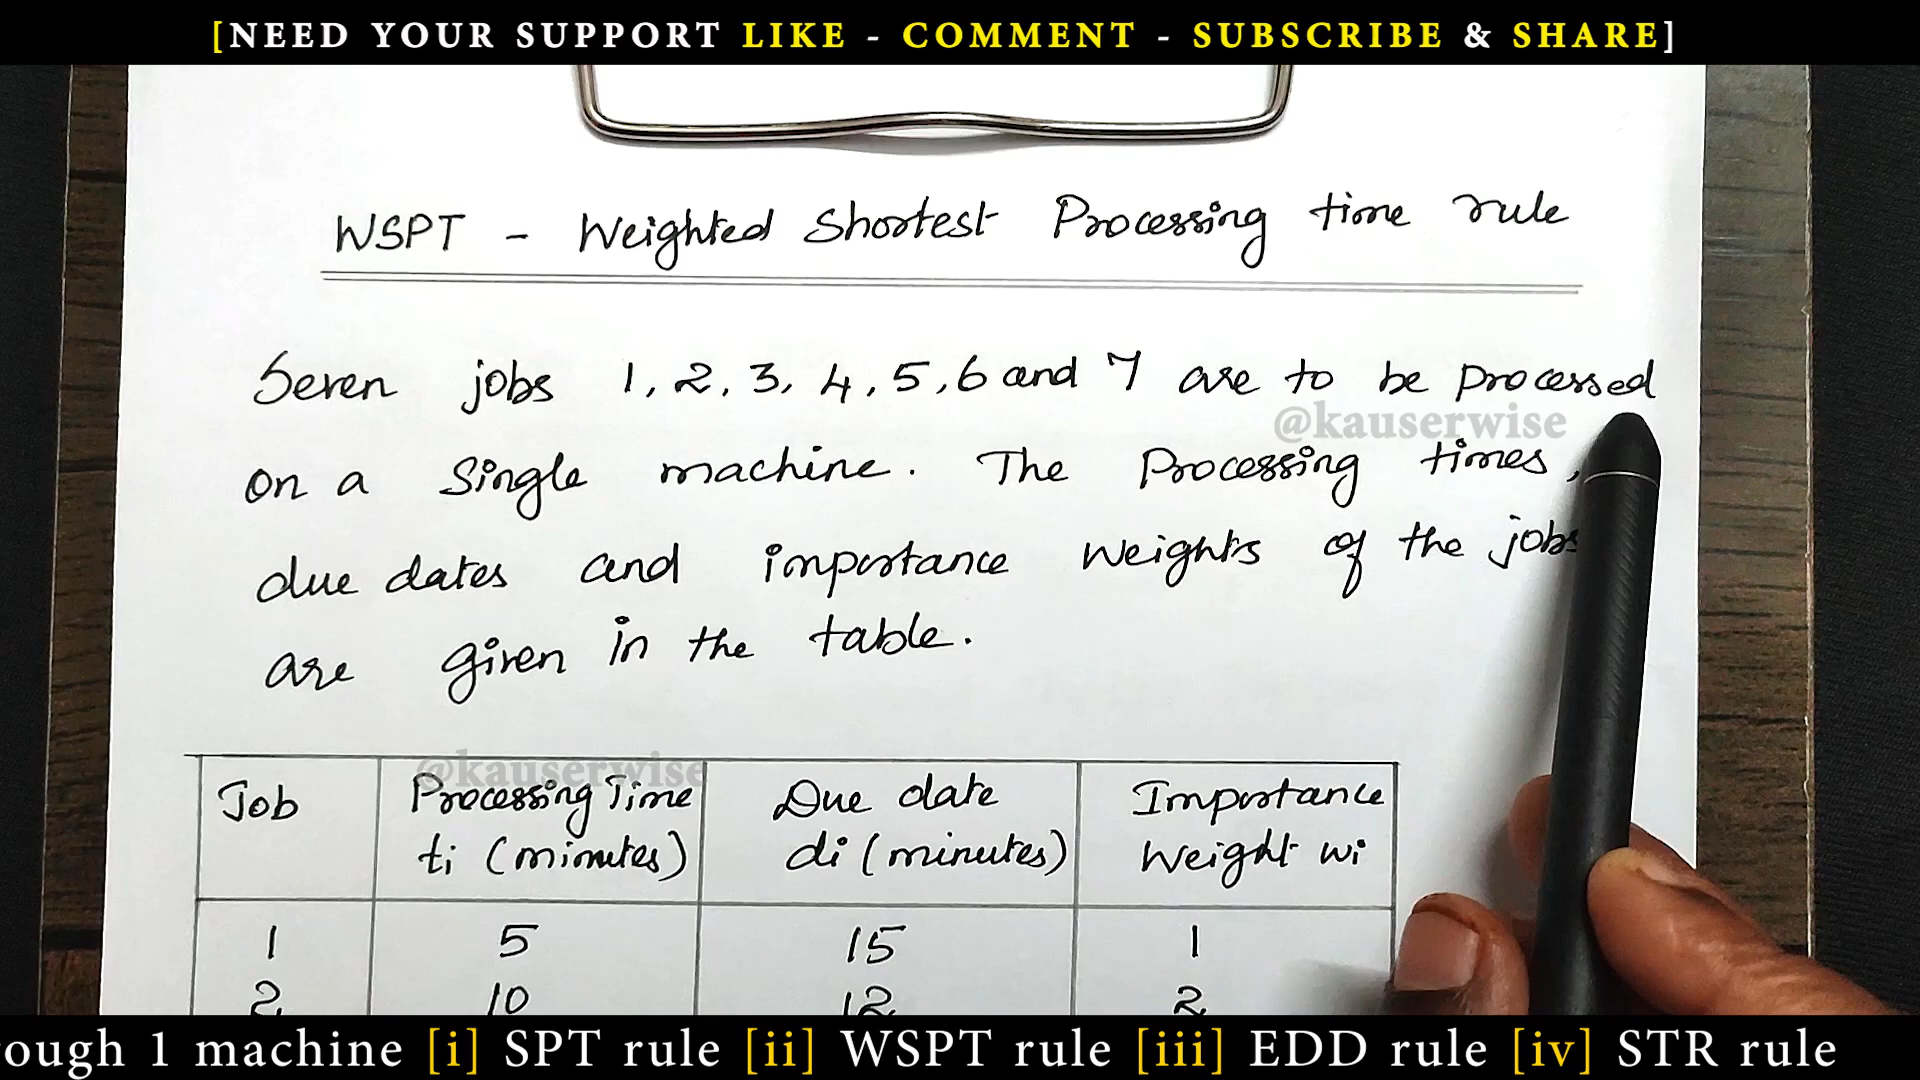 [NEED YOUR SUPPORT LIKE - COMMENT - SUBSCRIBE & SHARE]
WSPT - Weighted Shortest Processing time rule
Seven jobs 1, 2, 3, 4, 5, 6 and 7 are to be processed
@kauserwise
on a Single machine. The Processing times,
due dates and importance weights of the jobs
are given in the table.
@kauserwise
Job Processing Time ti (minutes) Due date di (minutes) Importance Weight wi
1 5 15 1
2 10 12 2
ough 1 machine [i] SPT rule [ii] WSPT rule [iii] EDD rule [iv] STR rule